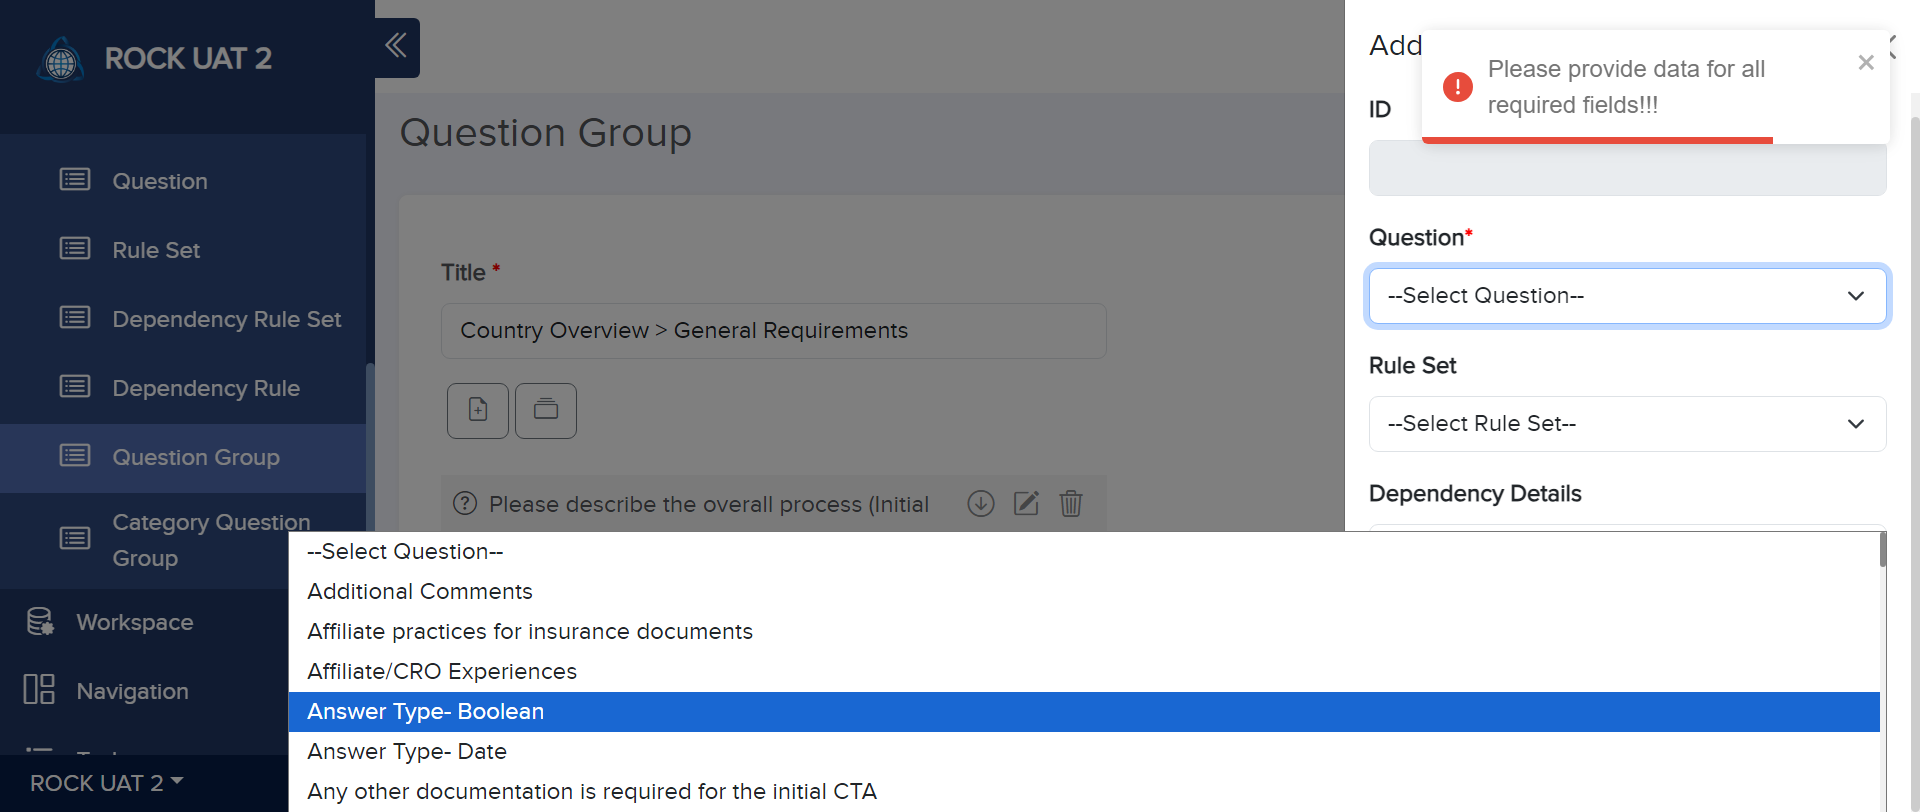 ROCK UAT 2
Question
Rule Set
Dependency Rule Set
Dependency Rule
Question Group
Category Question
Group
Workspace
Navigation
ROCK UAT 2
Question Group
Title *
Country Overview > General Requirements
Please describe the overall process (Initial
Add
Please provide data for all
required fields!!!
ID
Question*
--Select Question--
Rule Set
--Select Rule Set--
Dependency Details
--Select Question--
Additional Comments
Affiliate practices for insurance documents
Affiliate/CRO Experiences
Answer Type- Boolean
Answer Type- Date
Any other documentation is required for the initial CTA